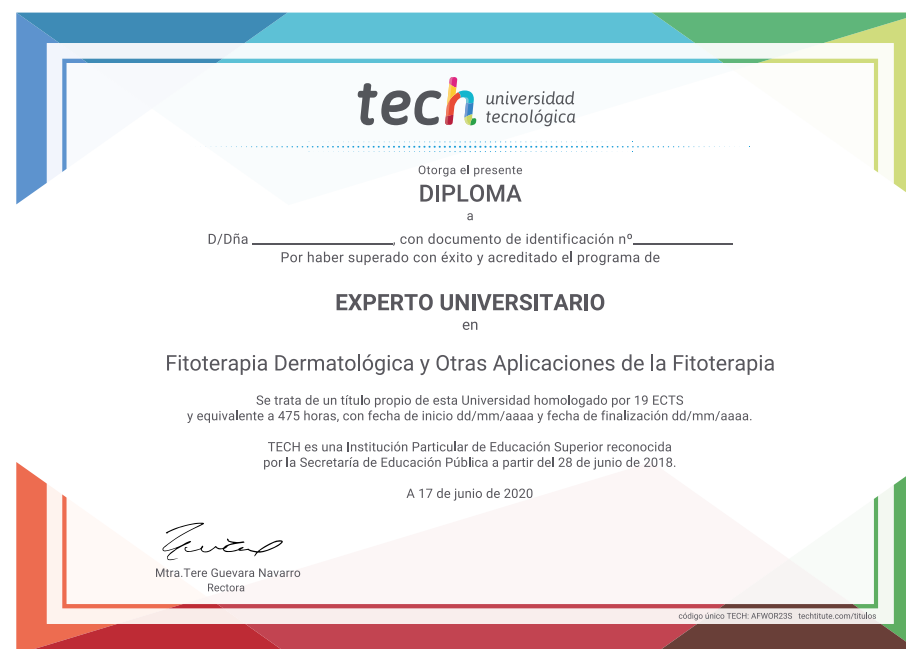 tech universidad
tecnológica
Otorga el presente
DIPLOMA
a
D/Dña ____________________, con documento de identificación nº______________
Por haber superado con éxito y acreditado el programa de
EXPERTO UNIVERSITARIO
en
Fitoterapia Dermatológica y Otras Aplicaciones de la Fitoterapia
Se trata de un título propio de esta Universidad homologado por 19 ECTS
y equivalente a 475 horas, con fecha de inicio dd/mm/aaaa y fecha de finalización dd/mm/aaaa.
TECH es una Institución Particular de Educación Superior reconocida
por la Secretaría de Educación Pública a partir del 28 de junio de 2018.
A 17 de junio de 2020
Mtra.Tere Guevara Navarro
Rectora
código único TECH: AFWOR23S techtitute.com/titulos